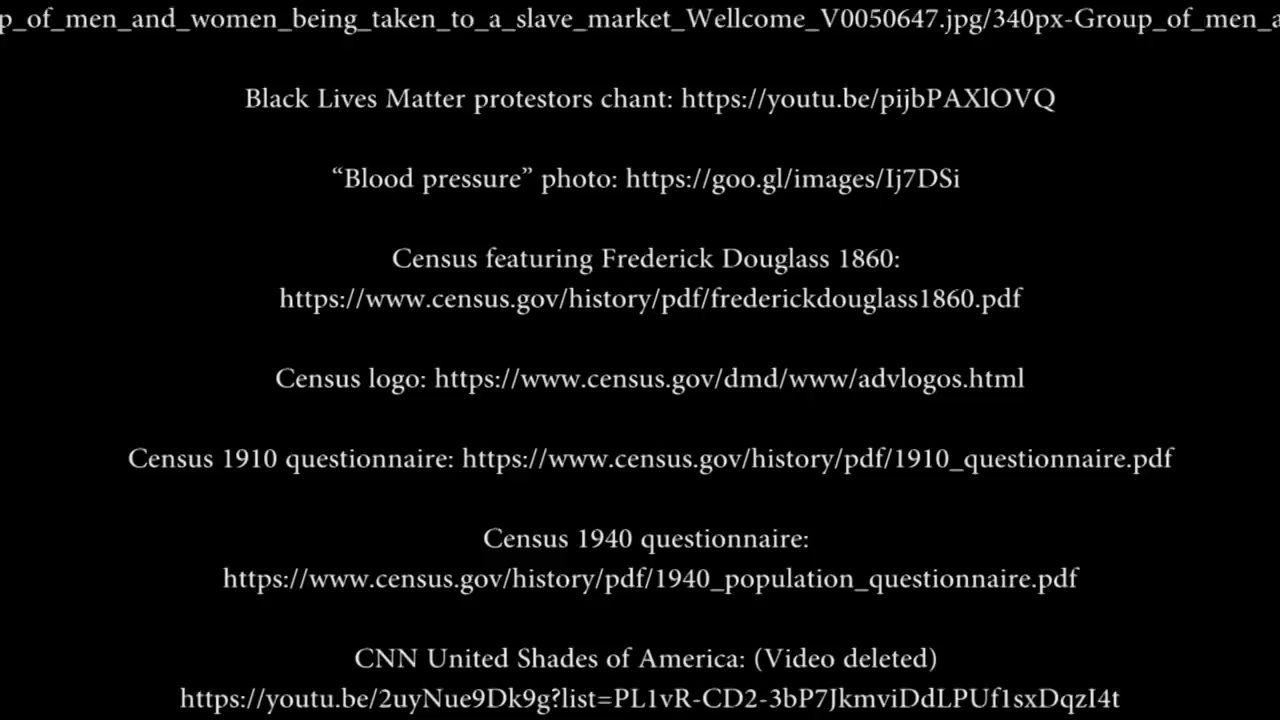 p_of_men_and_women_being_taken_to_a_slave_market_Wellcome_V0050647.jpg/340px-Group_of_men_a
Black Lives Matter protestors chant: https://youtu.be/pijbPAXlOVQ
“Blood pressure” photo: https://goo.gl/images/Ij7DSi
Census featuring Frederick Douglass 1860:
https://www.census.gov/history/pdf/frederickdouglass1860.pdf
Census logo: https://www.census.gov/dmd/www/advlogos.html
Census 1910 questionnaire: https://www.census.gov/history/pdf/1910_questionnaire.pdf
Census 1940 questionnaire:
https://www.census.gov/history/pdf/1940_population_questionnaire.pdf
CNN United Shades of America: (Video deleted)
https://youtu.be/2uyNue9Dk9g?list=PL1vR-CD2-3bP7JkmviDdLPUf1sxDqzI4t